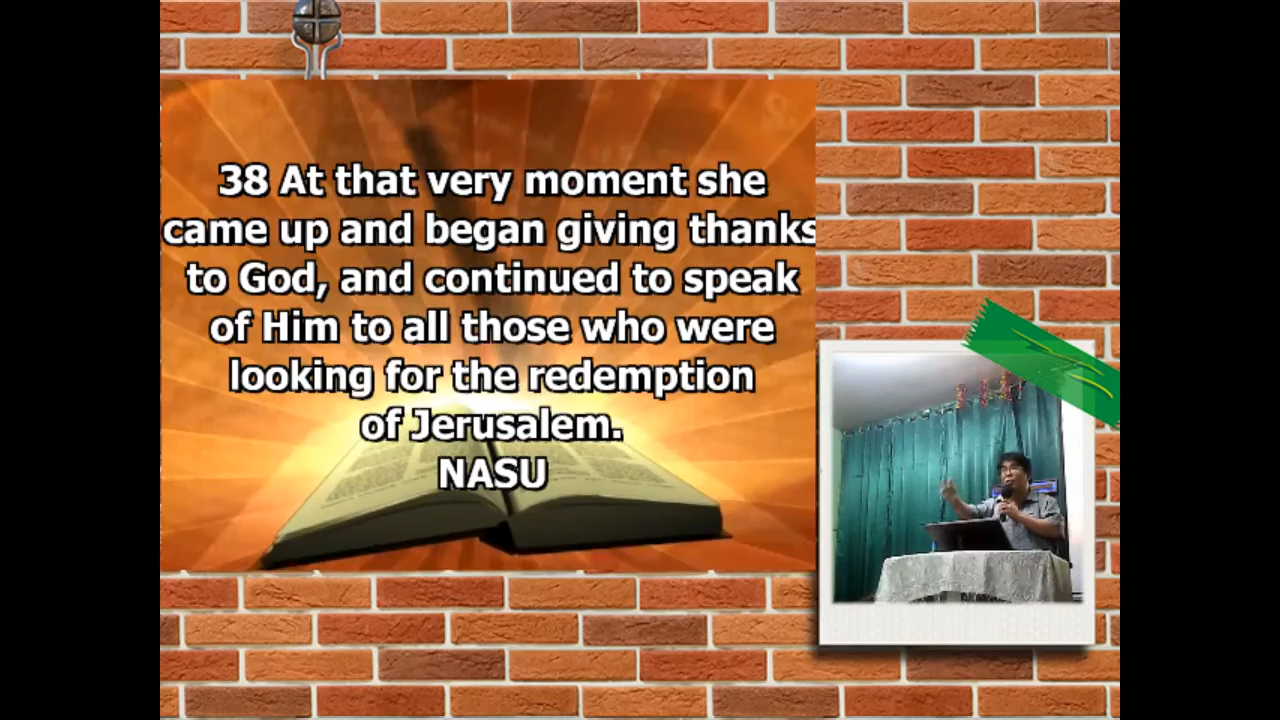 38 At that very moment she
came up and began giving thanks
to God, and continued to speak
of Him to all those who were
looking for the redemption
of Jerusalem.
NASU